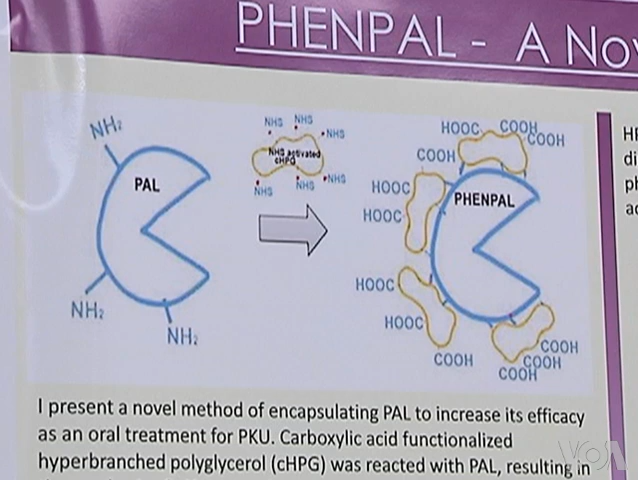 PHENPAL - A Nov
NH₂
PAL
NH₂
NH₂
NHS NHS
NHS
NHS activated
cHPG
NHS NHS NHS
HOOC COOH
COOH
COOH
HOOC
HOOC
PHENPAL
HOOC
HOOC
COOH
COOH
COOH
COOH
HP
di
ph
ac
I present a novel method of encapsulating PAL to increase its efficacy
as an oral treatment for PKU. Carboxylic acid functionalized
hyperbranched polyglycerol (cHPG) was reacted with PAL, resulting in
VOA